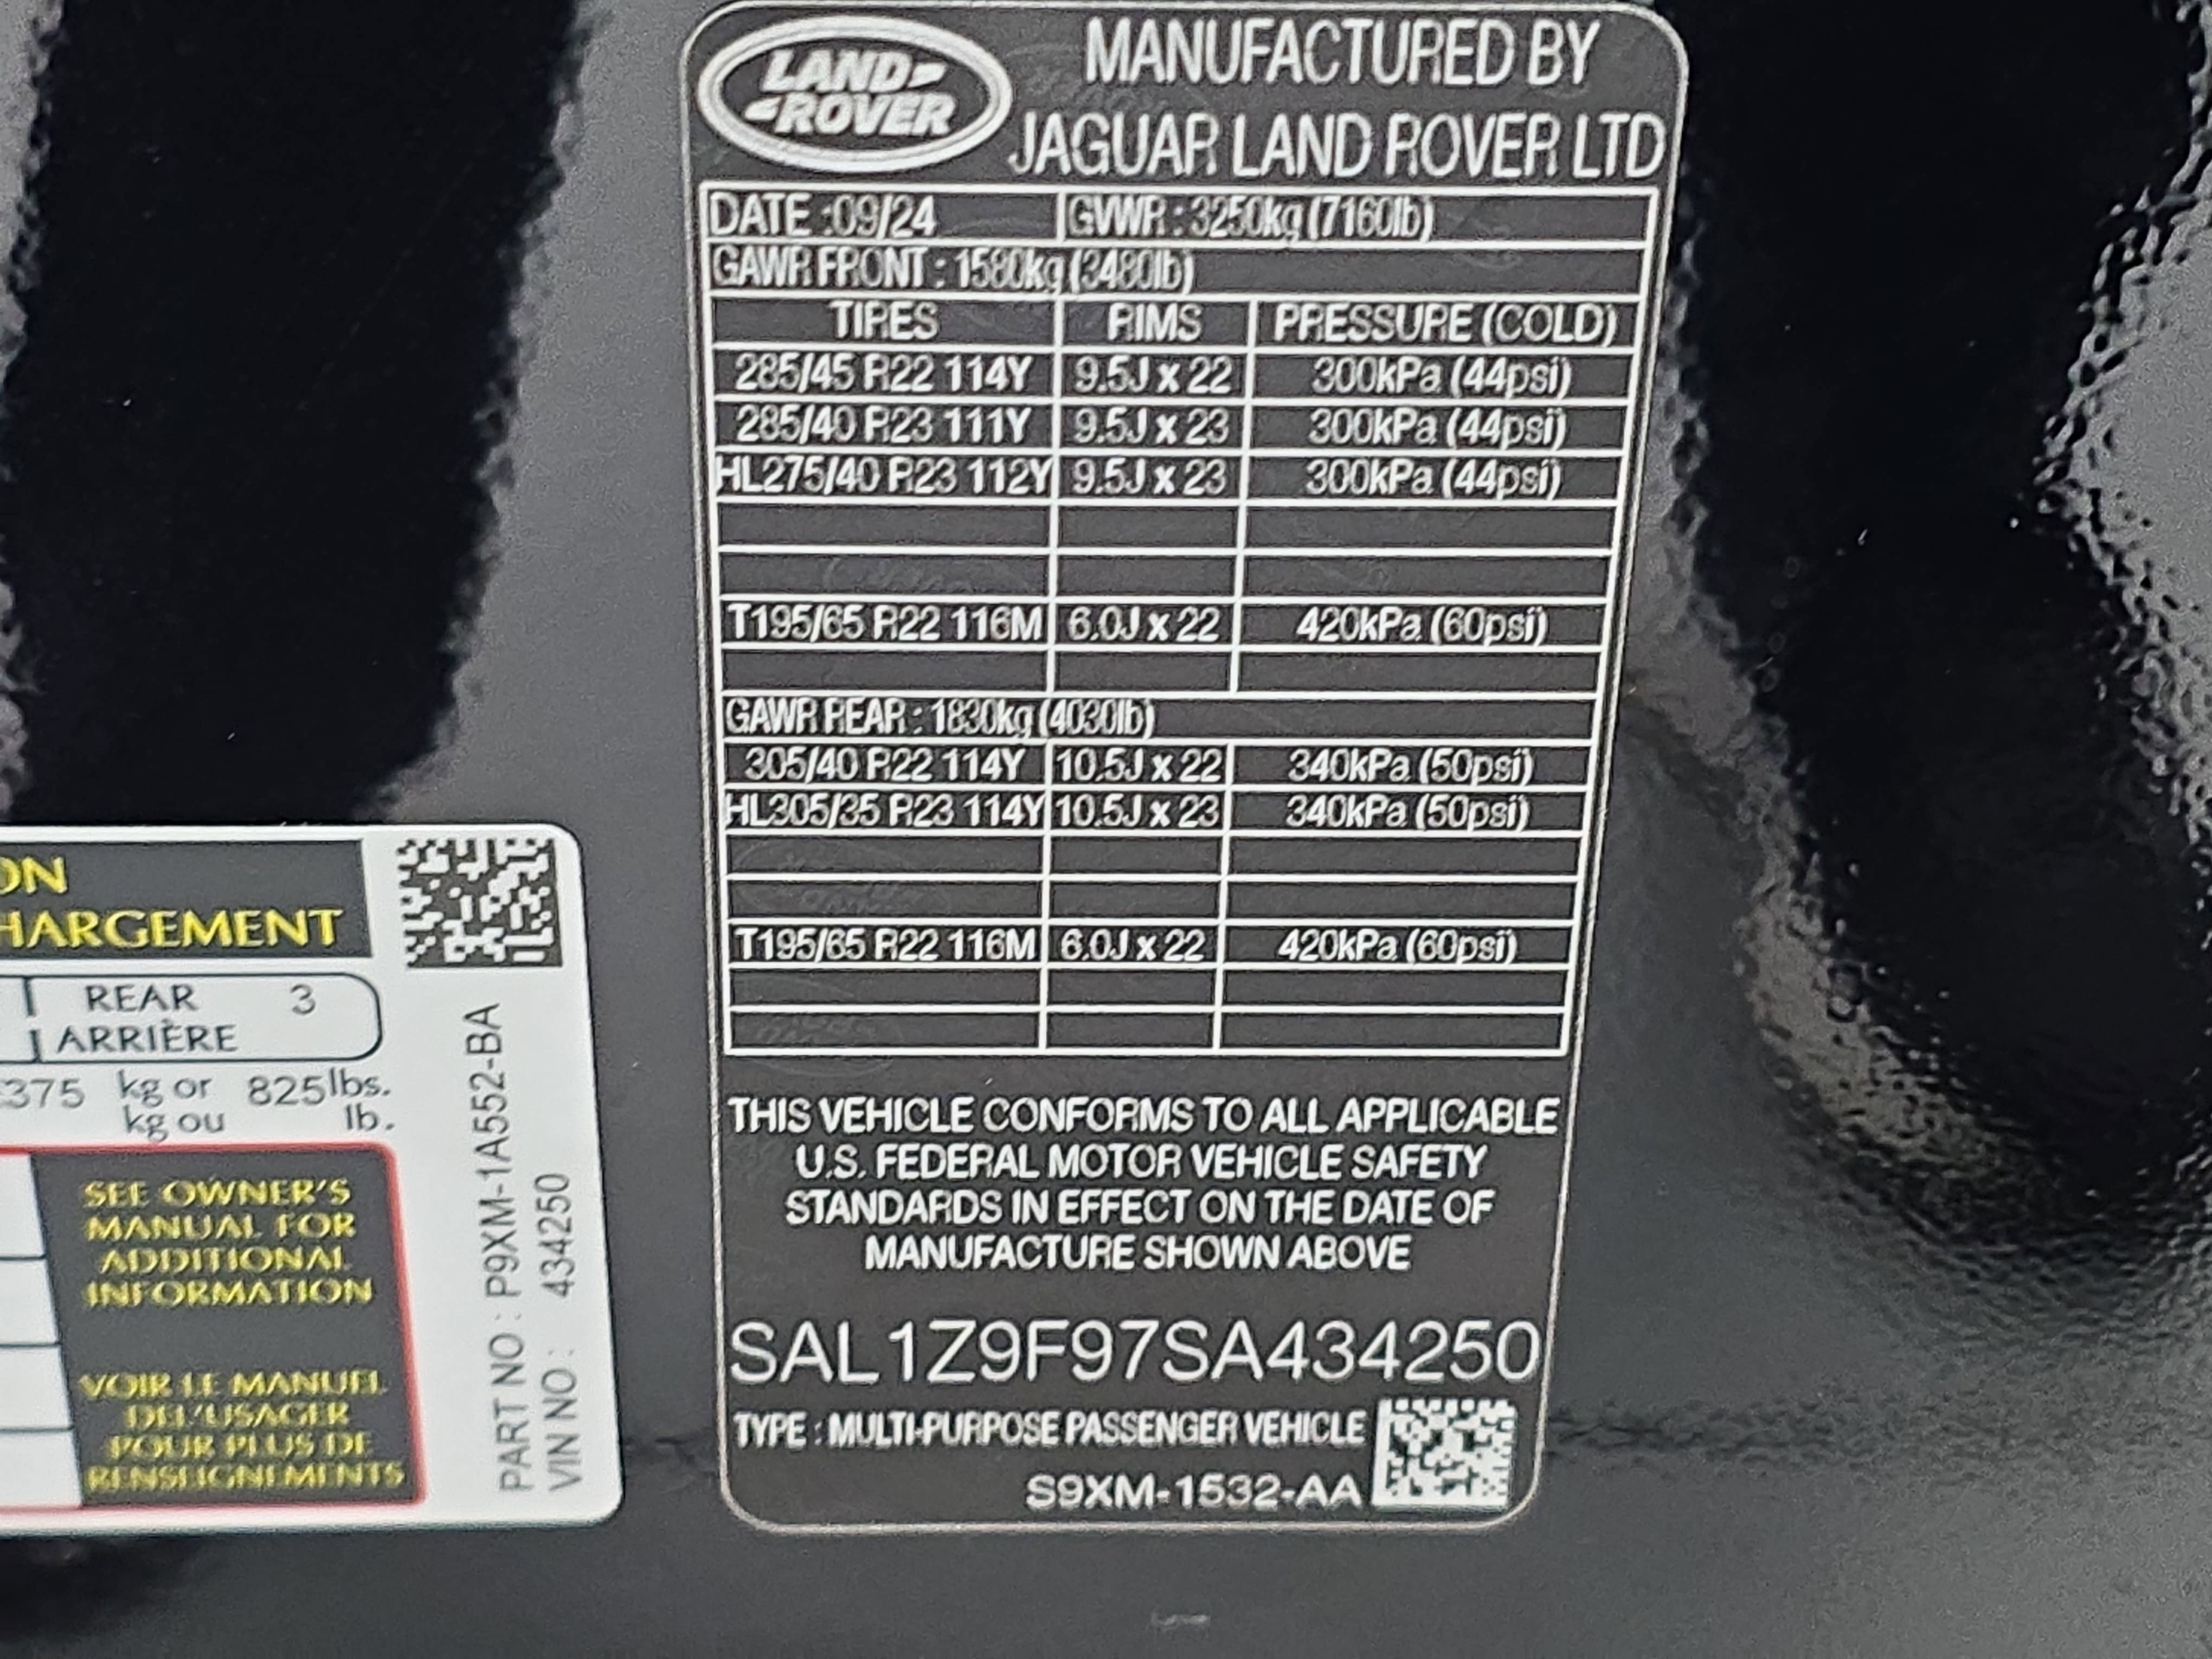 LAND
ROVER
MANUFACTURED BY
JAGUAR LAND ROVER LTD
DATE :09/24 GVWR : 3250kg (7160lb)
GAWR FRONT : 1580kg (3480lb)
TIRES RIMS PRESSURE (COLD)
285/45 R22 114Y 9.5J x 22 300kPa (44psi)
285/40 R23 111Y 9.5J x 23 300kPa (44psi)
HL275/40 R23 112Y 9.5J x 23 300kPa (44psi)
T195/65 R22 116M 6.0J x 22 420kPa (60psi)
GAWR REAR : 1830kg (4030lb)
305/40 R22 114Y 10.5J x 22 340kPa (50psi)
HL305/35 R23 114Y 10.5J x 23 340kPa (50psi)
T195/65 R22 116M 6.0J x 22 420kPa (60psi)
THIS VEHICLE CONFORMS TO ALL APPLICABLE
U.S. FEDERAL MOTOR VEHICLE SAFETY
STANDARDS IN EFFECT ON THE DATE OF
MANUFACTURE SHOWN ABOVE
SAL1Z9F97SA434250
TYPE : MULTI-PURPOSE PASSENGER VEHICLE
S9XM-1532-AA
ON
HARGEMENT
REAR 3
ARRIÈRE
375 kg or 825 lbs.
kg ou lb.
SEE OWNER'S
MANUAL FOR
ADDITIONAL
INFORMATION
VOIR LE MANUEL
DE L'USAGER
POUR PLUS DE
RENSEIGNEMENTS
PART NO : P9XM-1A552-BA
VIN NO : 434250